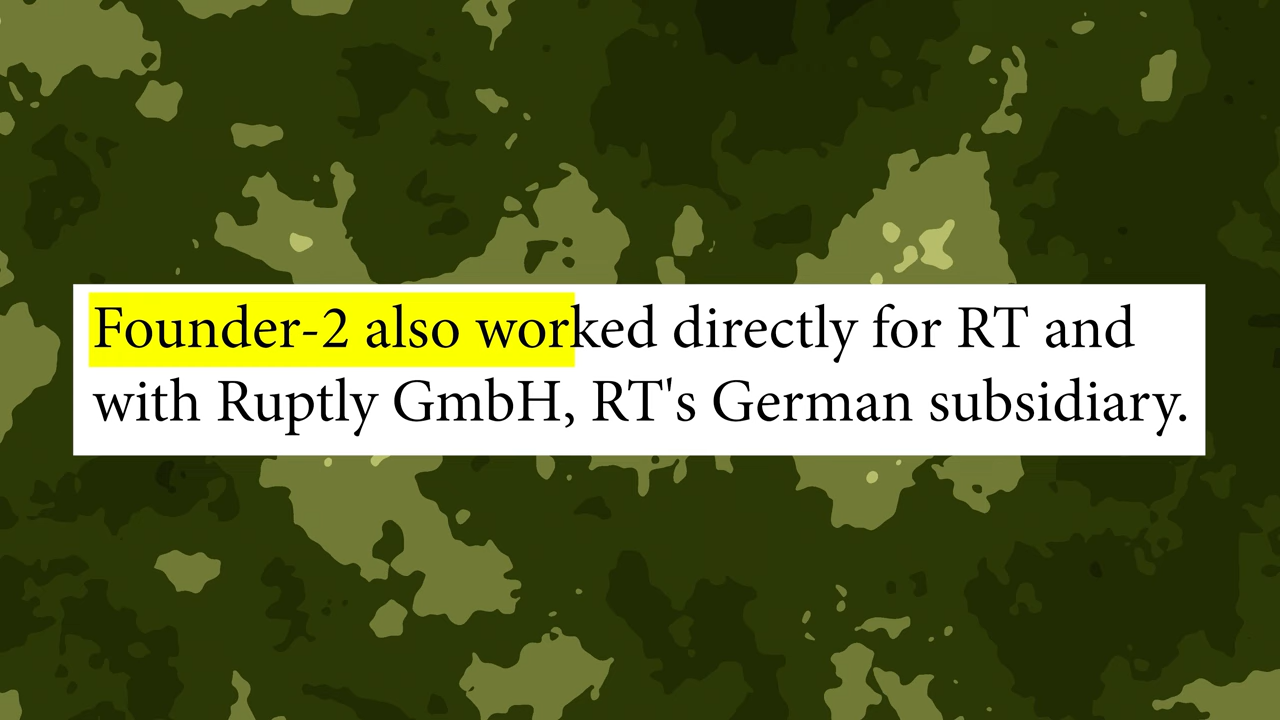 Founder-2 also worked directly for RT and
with Ruptly GmbH, RT's German subsidiary.